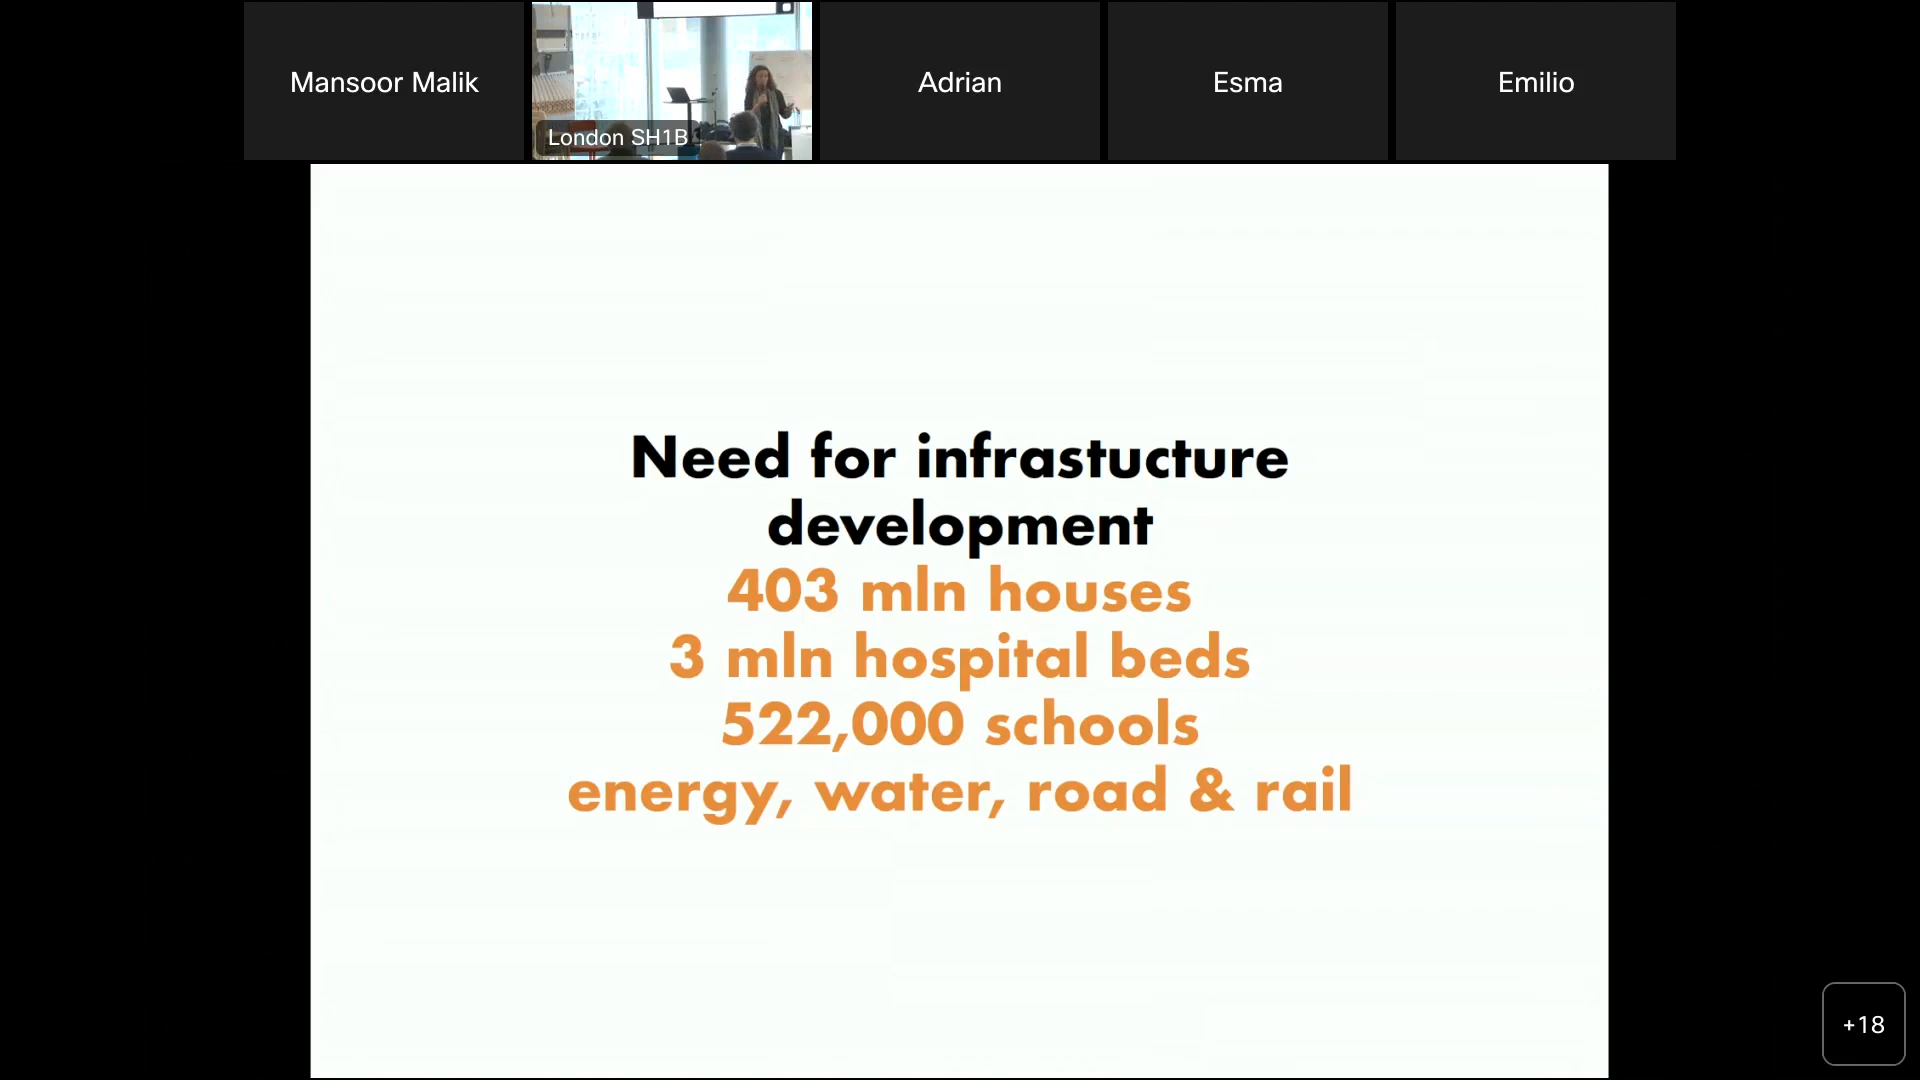 Mansoor Malik
London SH1B
Adrian
Esma
Emilio
Need for infrastucture
development
403 mln houses
3 mln hospital beds
522,000 schools
energy, water, road & rail
+18